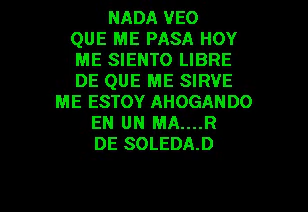 NADA VEO
QUE ME PASA HOY
ME SIENTO LIBRE
DE QUE ME SIRVE
ME ESTOY AHOGANDO
EN UN MA....R
DE SOLEDA.D